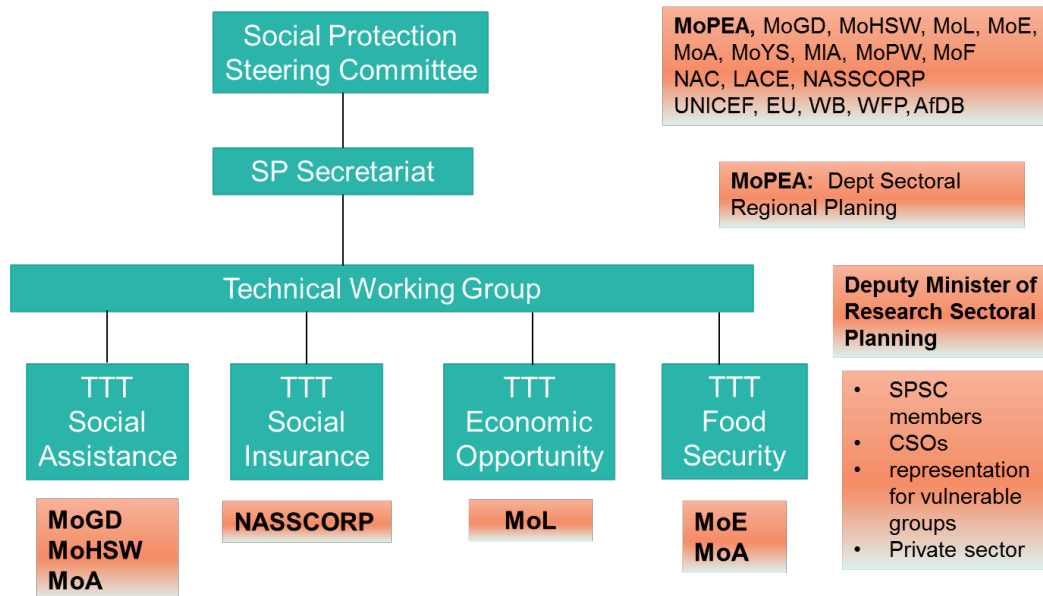 Social Protection
Steering Committee
MoPEA, MoGD, MoHSW, MoL, MoE,
MoA, MoYS, MIA, MoPW, MoF
NAC, LACE, NASSCORP
UNICEF, EU, WB, WFP, AfDB
SP Secretariat
MoPEA: Dept Sectoral
Regional Planing
Technical Working Group
Deputy Minister of
Research Sectoral
Planning
TTT
Social
Assistance
TTT
Social
Insurance
TTT
Economic
Opportunity
TTT
Food
Security
• SPSC
members
• CSOs
• representation
for vulnerable
groups
• Private sector
MoGD
MoHSW
MoA
NASSCORP
MoL
MoE
MoA